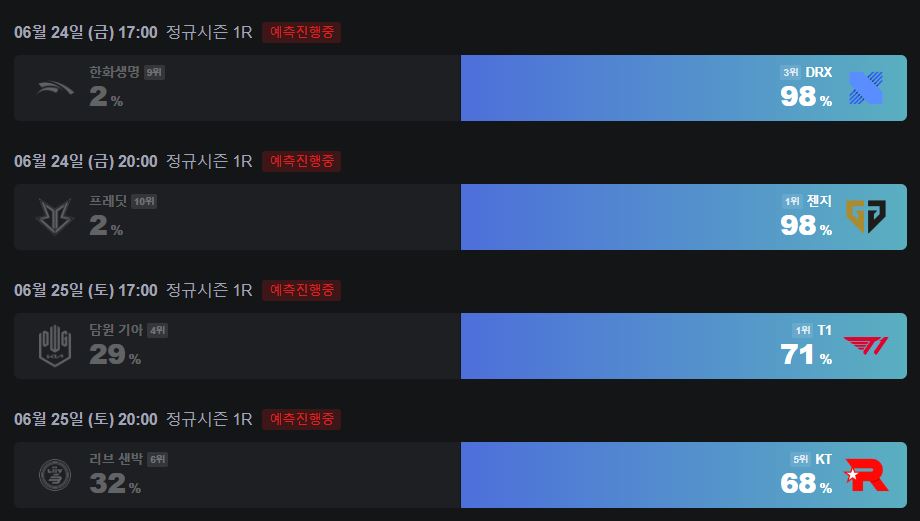 06월 24일 (금) 17:00 정규시즌 1R 예측진행중
한화생명 9위
2%
3위 DRX
98%
06월 24일 (금) 20:00 정규시즌 1R 예측진행중
프레딧 10위
2%
1위 젠지
98%
06월 25일 (토) 17:00 정규시즌 1R 예측진행중
담원 기아 4위
29%
1위 T1
71%
06월 25일 (토) 20:00 정규시즌 1R 예측진행중
리브 샌박 6위
32%
5위 KT
68%